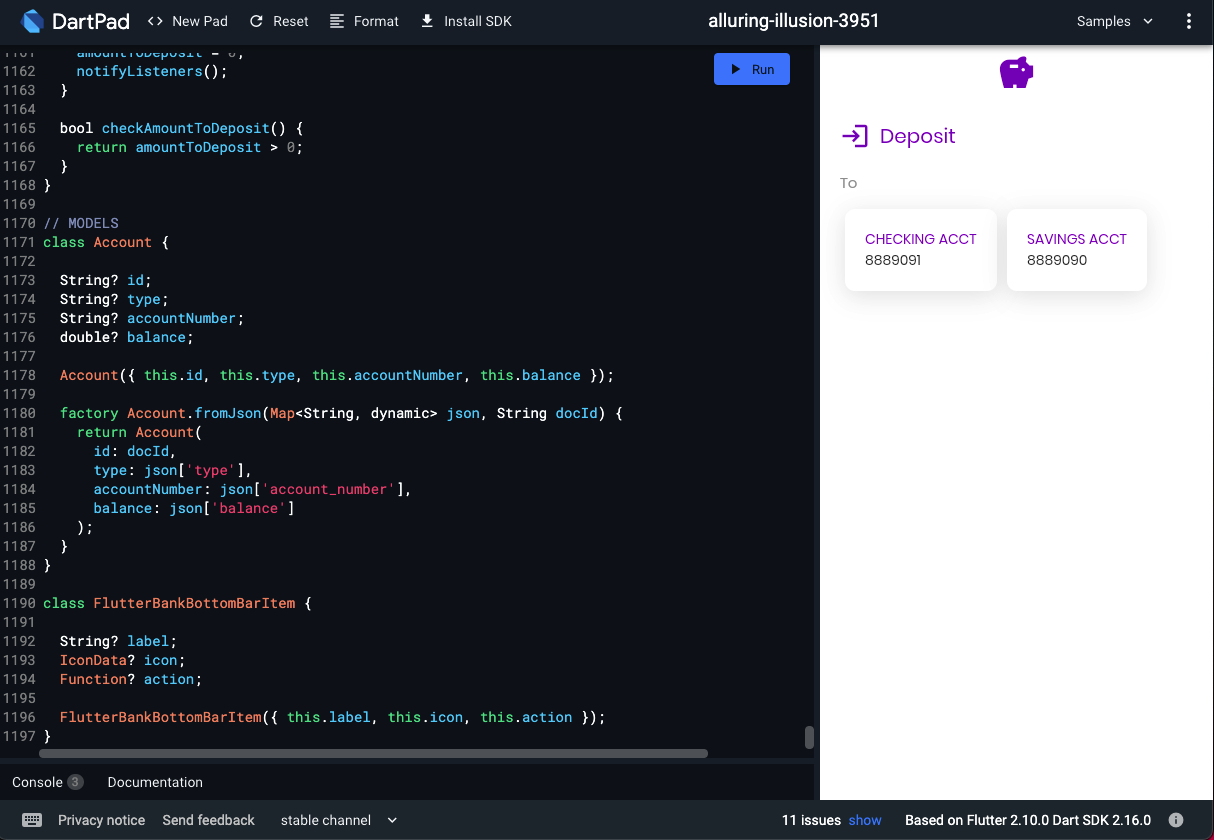 DartPad
New Pad
Reset
Format
Install SDK
alluring-illusion-3951
Samples
1161 amountToDeposit = 0;
1162 notifyListeners();
1163 }
1164
1165 bool checkAmountToDeposit() {
1166 return amountToDeposit > 0;
1167 }
1168 }
1169
1170 // MODELS
1171 class Account {
1172
1173 String? id;
1174 String? type;
1175 String? accountNumber;
1176 double? balance;
1177
1178 Account({ this.id, this.type, this.accountNumber, this.balance });
1179
1180 factory Account.fromJson(Map<String, dynamic> json, String docId) {
1181 return Account(
1182 id: docId,
1183 type: json['type'],
1184 accountNumber: json['account_number'],
1185 balance: json['balance']
1186 );
1187 }
1188 }
1189
1190 class FlutterBankBottomBarItem {
1191
1192 String? label;
1193 IconData? icon;
1194 Function? action;
1195
1196 FlutterBankBottomBarItem({ this.label, this.icon, this.action });
1197 }
Run
Deposit
To
CHECKING ACCT
8889091
SAVINGS ACCT
8889090
Console 3
Documentation
Privacy notice
Send feedback
stable channel
11 issues show
Based on Flutter 2.10.0 Dart SDK 2.16.0